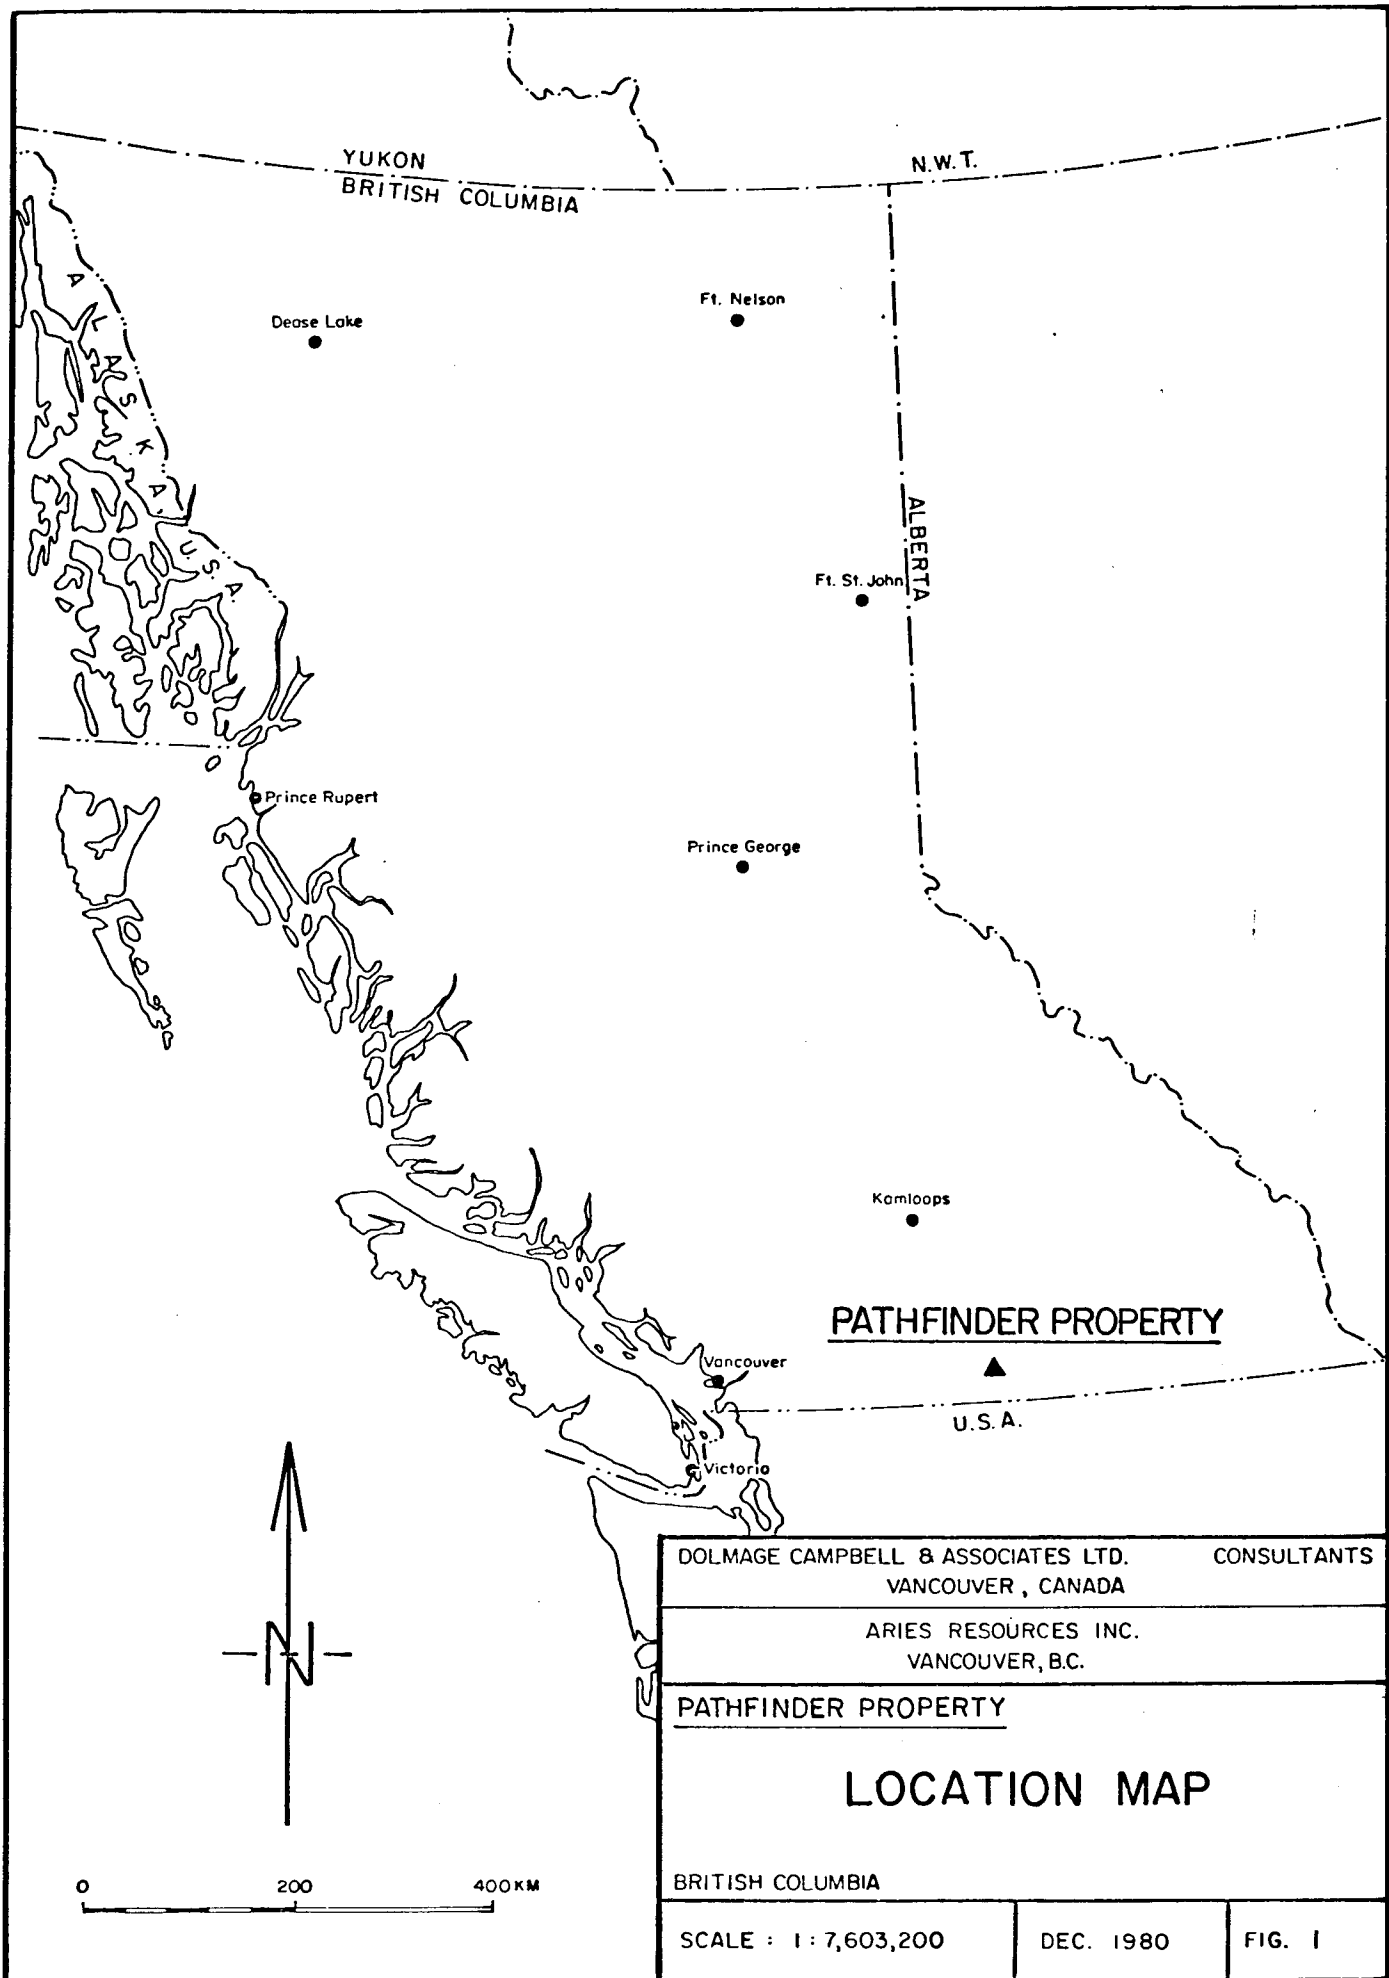 YUKON
BRITISH COLUMBIA
N.W.T.
ALASKA,
U.S.A.
Dease Lake
Ft. Nelson
ALBERTA
Ft. St. John
Prince Rupert
Prince George
Kamloops
PATHFINDER PROPERTY
Vancouver
U.S.A.
Victoria
N
0 200 400 KM
DOLMAGE CAMPBELL & ASSOCIATES LTD. CONSULTANTS
VANCOUVER, CANADA
ARIES RESOURCES INC.
VANCOUVER, B.C.
PATHFINDER PROPERTY
LOCATION MAP
BRITISH COLUMBIA
SCALE : 1 : 7,603,200
DEC. 1980
FIG. 1